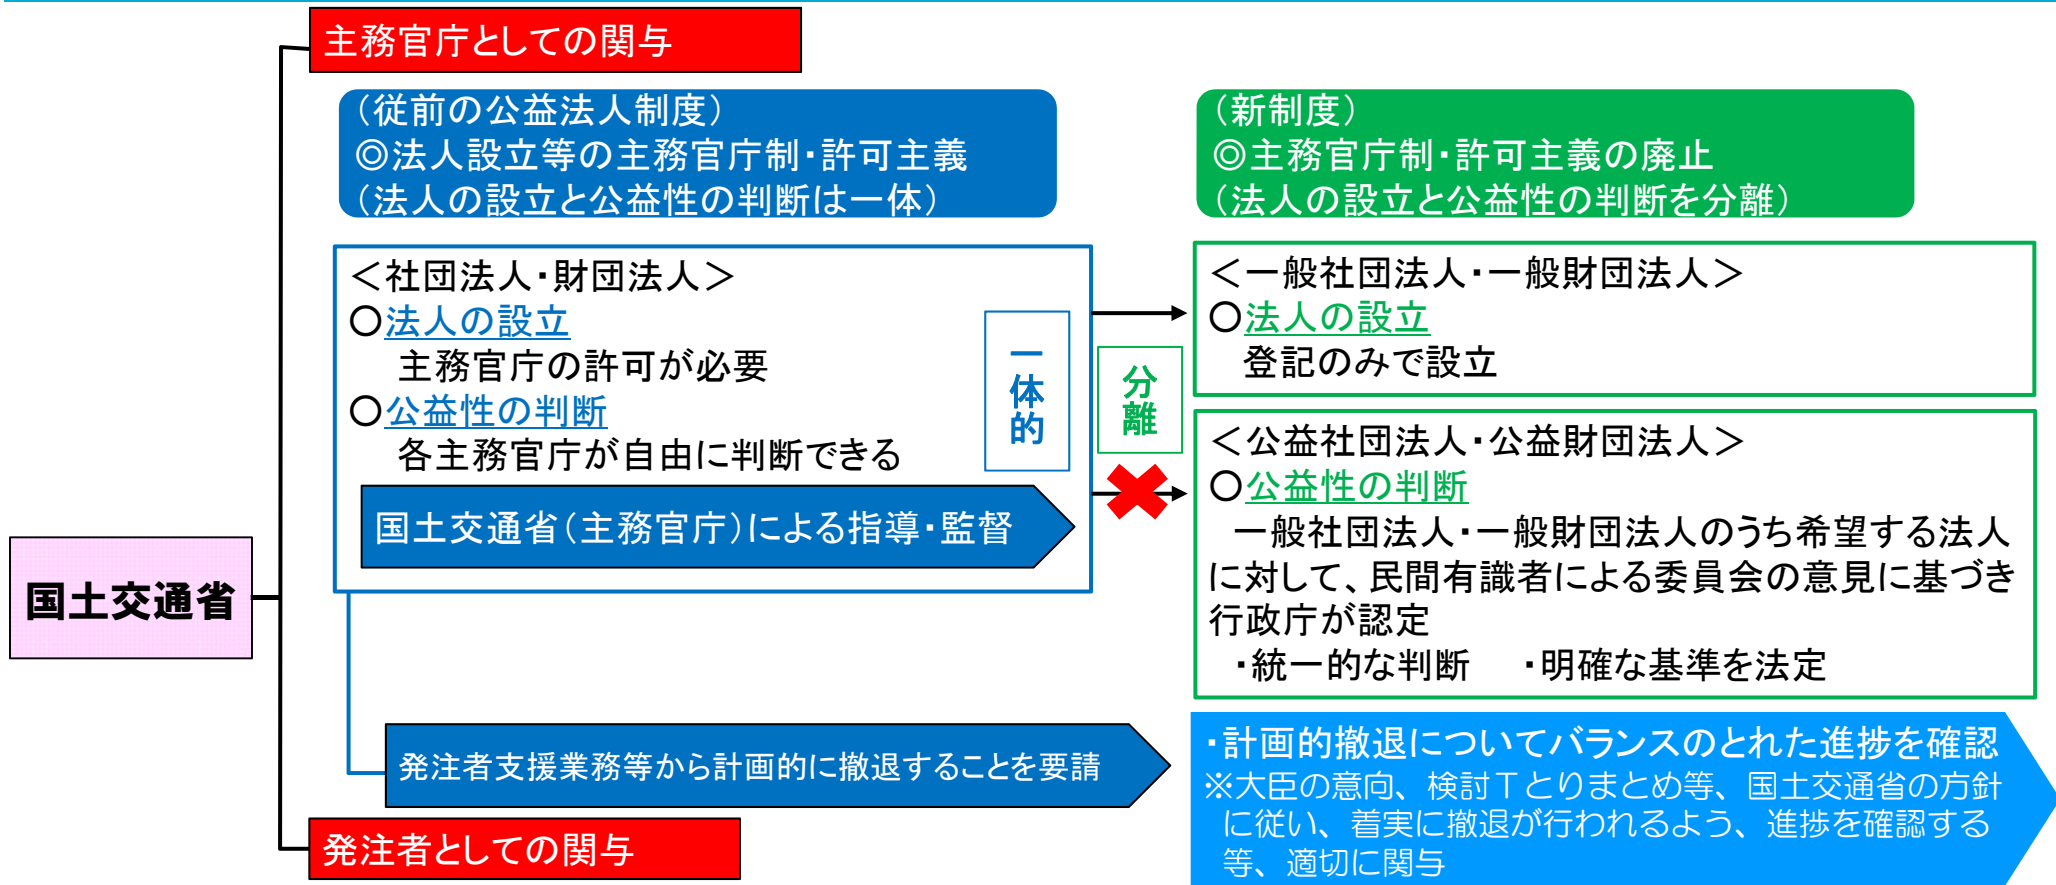 主務官庁としての関与
（従前の公益法人制度）
◎法人設立等の主務官庁制・許可主義
（法人の設立と公益性の判断は一体）
（新制度）
◎主務官庁制・許可主義の廃止
（法人の設立と公益性の判断を分離）
＜社団法人・財団法人＞
○法人の設立
主務官庁の許可が必要
○公益性の判断
各主務官庁が自由に判断できる
一体的
国土交通省（主務官庁）による指導・監督
分離
＜一般社団法人・一般財団法人＞
○法人の設立
登記のみで設立
＜公益社団法人・公益財団法人＞
○公益性の判断
一般社団法人・一般財団法人のうち希望する法人
に対して、民間有識者による委員会の意見に基づき
行政庁が認定
・統一的な判断　・明確な基準を法定
国土交通省
発注者支援業務等から計画的に撤退することを要請
・計画的撤退についてバランスのとれた進捗を確認
※大臣の意向、検討Ｔとりまとめ等、国土交通省の方針
に従い、着実に撤退が行われるよう、進捗を確認する
等、適切に関与
発注者としての関与